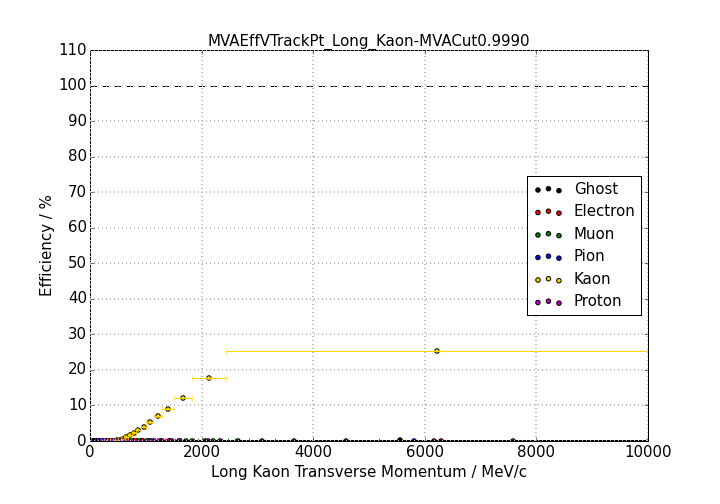 MVAEffVTrackPt_Long_Kaon-MVACut0.9990
110
100
90
80
70
60
50
40
30
20
10
0
Efficiency / %
Ghost
Electron
Muon
Pion
Kaon
Proton
0 2000 4000 6000 8000 10000
Long Kaon Transverse Momentum / MeV/c